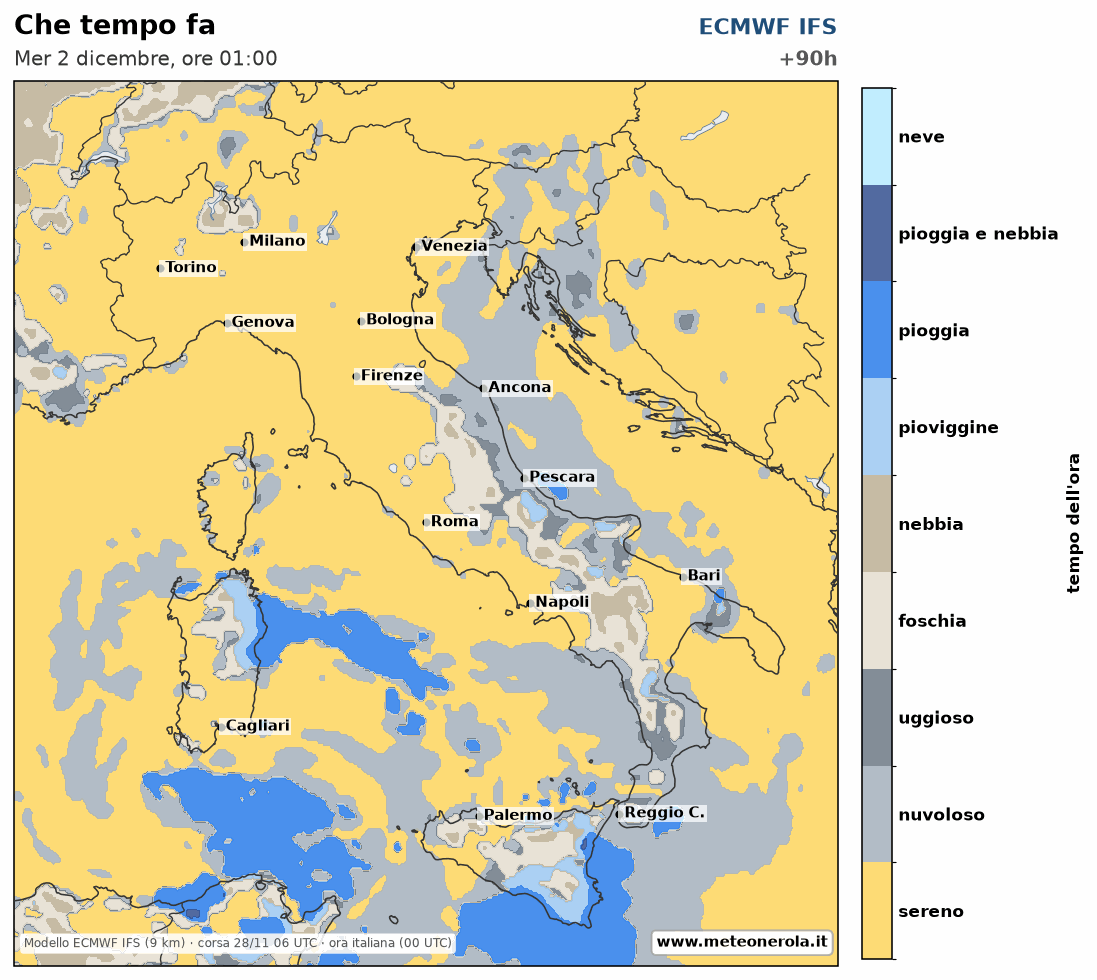 Che tempo fa
ECMWF IFS
Mer 2 dicembre, ore 01:00
+90h
neve
pioggia e nebbia
pioggia
pioviggine
nebbia
foschia
uggioso
nuvoloso
sereno
tempo dell'ora
Milano
Venezia
Torino
Genova
Bologna
Firenze
Ancona
Pescara
Roma
Bari
Napoli
Cagliari
Palermo
Reggio C.
Modello ECMWF IFS (9 km) · corsa 28/11 06 UTC · ora italiana (00 UTC)
www.meteonerola.it